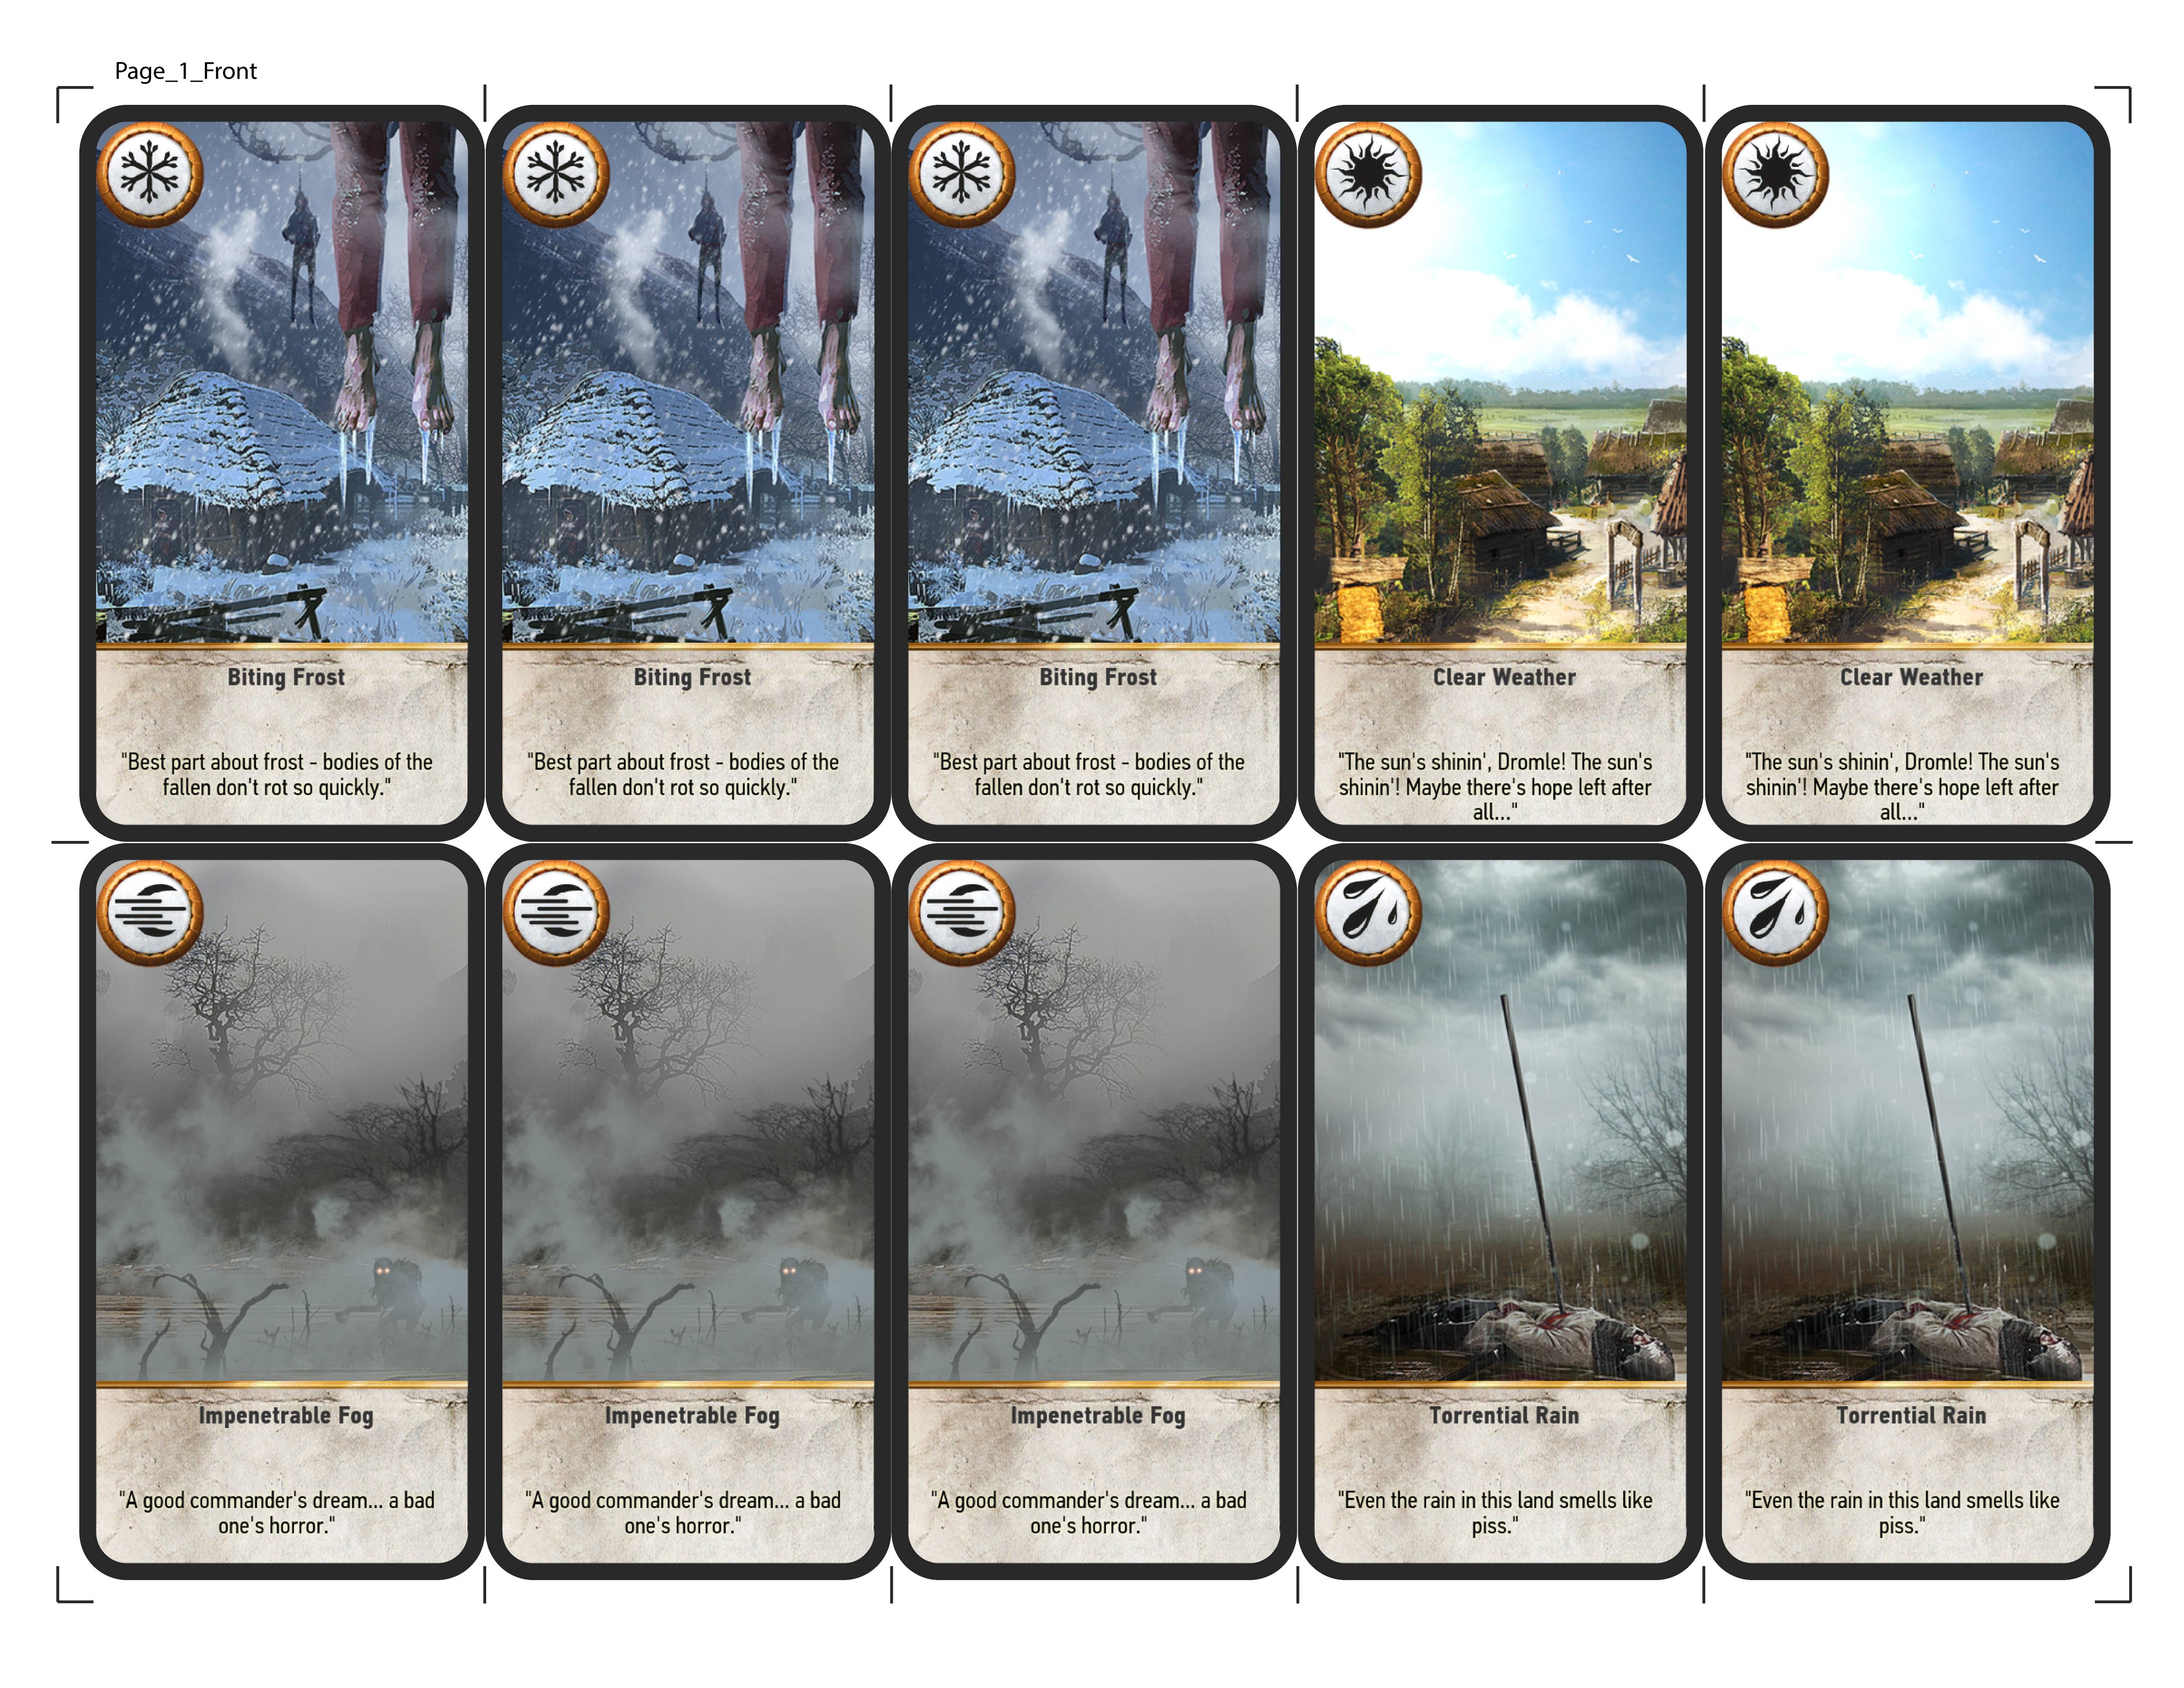 Page_1_Front
Biting Frost
"Best part about frost - bodies of the
fallen don't rot so quickly."
Biting Frost
"Best part about frost - bodies of the
fallen don't rot so quickly."
Biting Frost
"Best part about frost - bodies of the
fallen don't rot so quickly."
Clear Weather
"The sun's shinin', Dromle! The sun's
shinin'! Maybe there's hope left after
all..."
Clear Weather
"The sun's shinin', Dromle! The sun's
shinin'! Maybe there's hope left after
all..."
Impenetrable Fog
"A good commander's dream... a bad
one's horror."
Impenetrable Fog
"A good commander's dream... a bad
one's horror."
Impenetrable Fog
"A good commander's dream... a bad
one's horror."
Torrential Rain
"Even the rain in this land smells like
piss."
Torrential Rain
"Even the rain in this land smells like
piss."